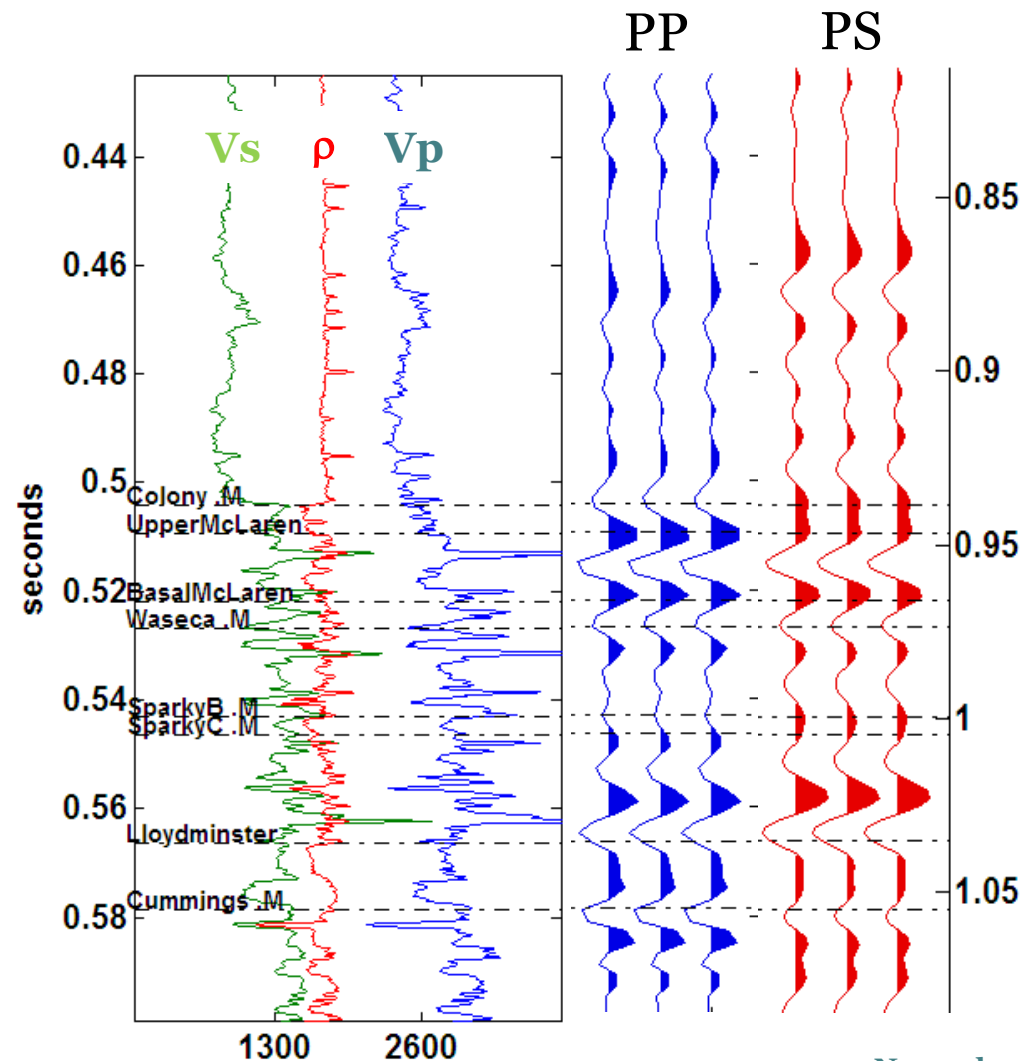 PP PS
Vs ρ Vp
0.44
0.85
0.46
0.48
0.9
0.5
Colony .M
UpperMcLaren
0.95
0.52
BasalMcLaren
Waseca .M
seconds
0.54
SparkyB .M
1
SparkyC .M
0.56
Lloydminster
1.05
Cummings .M
0.58
1300 2600